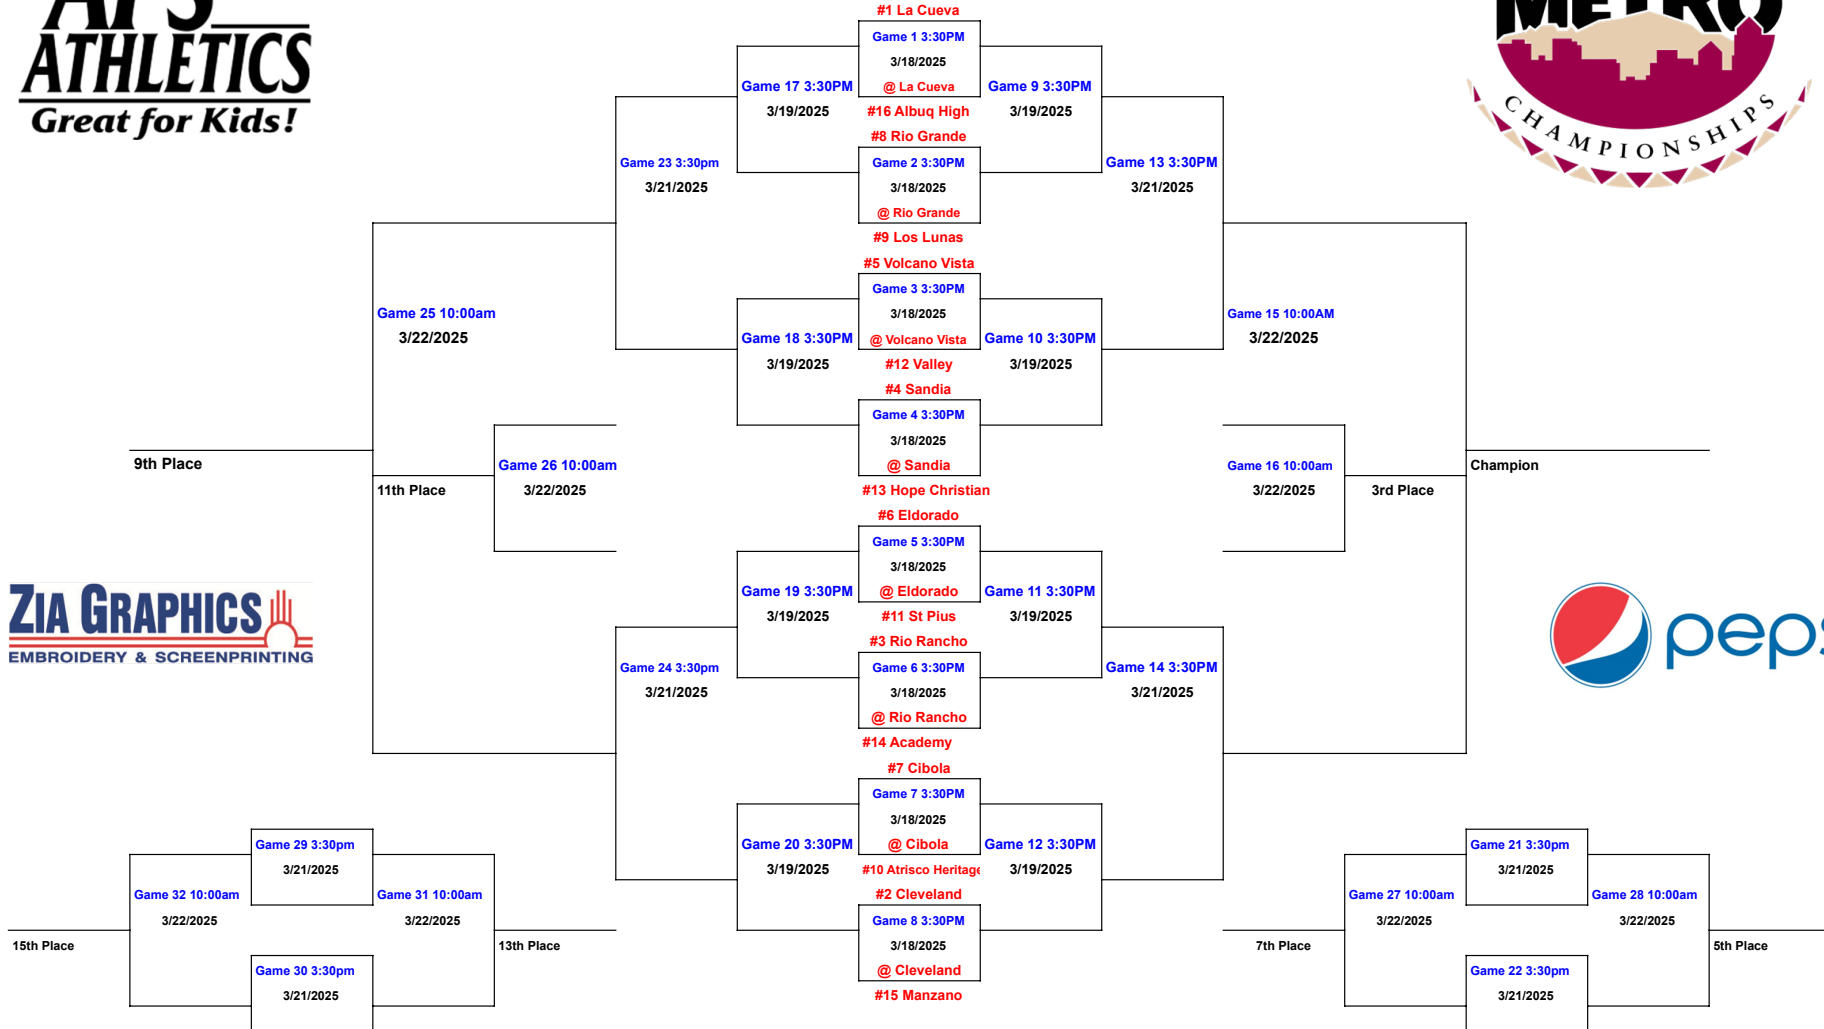 APS
ATHLETICS
Great for Kids!
METRO
CHAMPIONSHIPS
#1 La Cueva
Game 1 3:30PM
3/18/2025
@ La Cueva
#16 Albuq High
Game 17 3:30PM
3/19/2025
Game 9 3:30PM
3/19/2025
#8 Rio Grande
Game 2 3:30PM
3/18/2025
@ Rio Grande
#9 Los Lunas
Game 23 3:30pm
3/21/2025
Game 13 3:30PM
3/21/2025
#5 Volcano Vista
Game 3 3:30PM
3/18/2025
@ Volcano Vista
#12 Valley
Game 25 10:00am
3/22/2025
Game 18 3:30PM
3/19/2025
Game 10 3:30PM
3/19/2025
Game 15 10:00AM
3/22/2025
#4 Sandia
Game 4 3:30PM
3/18/2025
@ Sandia
#13 Hope Christian
9th Place
11th Place
Game 26 10:00am
3/22/2025
Game 16 10:00am
3/22/2025
3rd Place
Champion
#6 Eldorado
Game 5 3:30PM
3/18/2025
@ Eldorado
#11 St Pius
Game 19 3:30PM
3/19/2025
Game 11 3:30PM
3/19/2025
ZIA GRAPHICS
EMBROIDERY & SCREENPRINTING
peps
#3 Rio Rancho
Game 6 3:30PM
3/18/2025
@ Rio Rancho
#14 Academy
Game 24 3:30pm
3/21/2025
Game 14 3:30PM
3/21/2025
#7 Cibola
Game 7 3:30PM
3/18/2025
@ Cibola
#10 Atrisco Heritage
Game 20 3:30PM
3/19/2025
Game 12 3:30PM
3/19/2025
#2 Cleveland
Game 8 3:30PM
3/18/2025
@ Cleveland
#15 Manzano
Game 29 3:30pm
3/21/2025
Game 32 10:00am
3/22/2025
Game 31 10:00am
3/22/2025
15th Place
13th Place
Game 30 3:30pm
3/21/2025
Game 21 3:30pm
3/21/2025
Game 27 10:00am
3/22/2025
Game 28 10:00am
3/22/2025
7th Place
5th Place
Game 22 3:30pm
3/21/2025